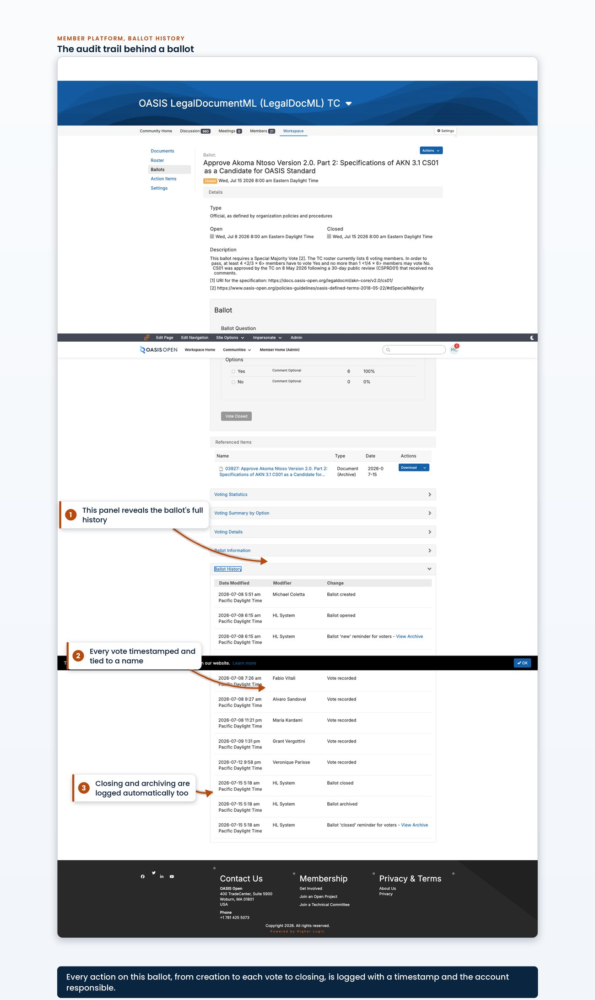 MEMBER PLATFORM, BALLOT HISTORY
The audit trail behind a ballot
OASIS LegalDocumentML (LegalDocML) TC
Community Home Discussion 960 Meetings 0 Members 21 Workspace Settings
Documents
Roster
Ballots
Action Items
Settings
Actions
Ballot:
Approve Akoma Ntoso Version 2.0. Part 2: Specifications of AKN 3.1 CS01
as a Candidate for OASIS Standard
Closed Wed, Jul 15 2026 8:00 am Eastern Daylight Time
Details
Type
Official, as defined by organization policies and procedures
Open Closed
Wed, Jul 8 2026 8:00 am Eastern Daylight Time Wed, Jul 15 2026 8:00 am Eastern Daylight Time
Description
This ballot requires a Special Majority Vote [2]. The TC roster currently lists 6 voting members. In order to
pass, at least 4 <2/3 × 6> members have to vote Yes and no more than 1 <1/4 × 6> members may vote No.
CS01 was approved by the TC on 8 May 2026 following a 30-day public review (CSPRD01) that received no
comments.
[1] URI for the specification: https://docs.oasis-open.org/legaldocml/akn-core/v2.0/cs01/
[2] https://www.oasis-open.org/policies-guidelines/oasis-defined-terms-2018-05-22/#dSpecialMajority
Ballot
Ballot Question
Edit Page Edit Navigation Site Options Impersonate Admin
OASIS OPEN Workspace Home Communities Member Home (Admin) MC 2
Options
Yes Comment Optional 6 100%
No Comment Optional 0 0%
Vote Closed
Referenced Items
Name Type Date Actions
03927: Approve Akoma Ntoso Version 2.0. Part 2: Document 2026-0 Download
Specifications of AKN 3.1 CS01 as a Candidate for... (Archive) 7-15
Voting Statistics
1 This panel reveals the ballot's full
history
Voting Summary by Option
Voting Details
Ballot Information
Ballot History
Date Modified Modifier Change
2026-07-08 5:51 am Michael Coletta Ballot created
Pacific Daylight Time
2026-07-08 6:15 am HL System Ballot opened
Pacific Daylight Time
2026-07-08 6:15 am HL System Ballot 'new' reminder for voters - View Archive
Pacific Daylight Time
2 Every vote timestamped and
tied to a name
T n our website. Learn more OK
2026-07-08 7:26 am Fabio Vitali Vote recorded
Pacific Daylight Time
2026-07-08 9:27 am Alvaro Sandoval Vote recorded
Pacific Daylight Time
2026-07-08 11:21 pm Maria Kardami Vote recorded
Pacific Daylight Time
2026-07-09 1:31 pm Grant Vergottini Vote recorded
Pacific Daylight Time
2026-07-12 9:58 pm Veronique Parisse Vote recorded
Pacific Daylight Time
3 Closing and archiving are
logged automatically too
2026-07-15 5:18 am HL System Ballot closed
Pacific Daylight Time
2026-07-15 5:18 am HL System Ballot archived
Pacific Daylight Time
2026-07-15 5:18 am HL System Ballot 'closed' reminder for voters - View Archive
Pacific Daylight Time
Contact Us
OASIS Open
400 TradeCenter, Suite 5900
Woburn, MA 01801
USA
Phone
+1 781 425 5073
Membership
Get Involved
Join an Open Project
Join a Technical Committee
Privacy & Terms
About Us
Privacy
Copyright 2026. All rights reserved.
Powered by Higher Logic
Every action on this ballot, from creation to each vote to closing, is logged with a timestamp and the account
responsible.